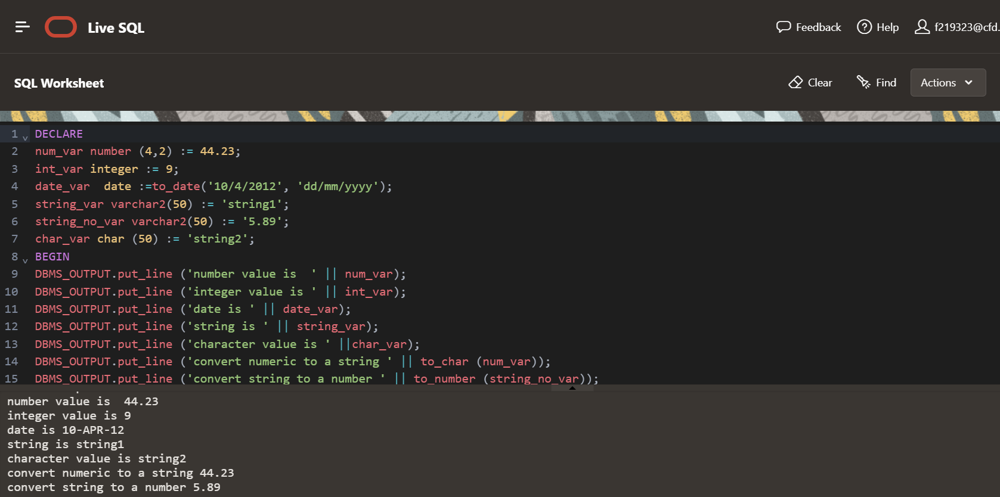 Live SQL
Feedback Help f219323@cfd.
SQL Worksheet
Clear Find Actions
1 DECLARE
2 num_var number (4,2) := 44.23;
3 int_var integer := 9;
4 date_var  date :=to_date('10/4/2012', 'dd/mm/yyyy');
5 string_var varchar2(50) := 'string1';
6 string_no_var varchar2(50) := '5.89';
7 char_var char (50) := 'string2';
8 BEGIN
9 DBMS_OUTPUT.put_line ('number value is  ' || num_var);
10 DBMS_OUTPUT.put_line ('integer value is ' || int_var);
11 DBMS_OUTPUT.put_line ('date is ' || date_var);
12 DBMS_OUTPUT.put_line ('string is ' || string_var);
13 DBMS_OUTPUT.put_line ('character value is ' ||char_var);
14 DBMS_OUTPUT.put_line ('convert numeric to a string ' || to_char (num_var));
15 DBMS_OUTPUT.put_line ('convert string to a number ' || to_number (string_no_var));
number value is  44.23
integer value is 9
date is 10-APR-12
string is string1
character value is string2
convert numeric to a string 44.23
convert string to a number 5.89